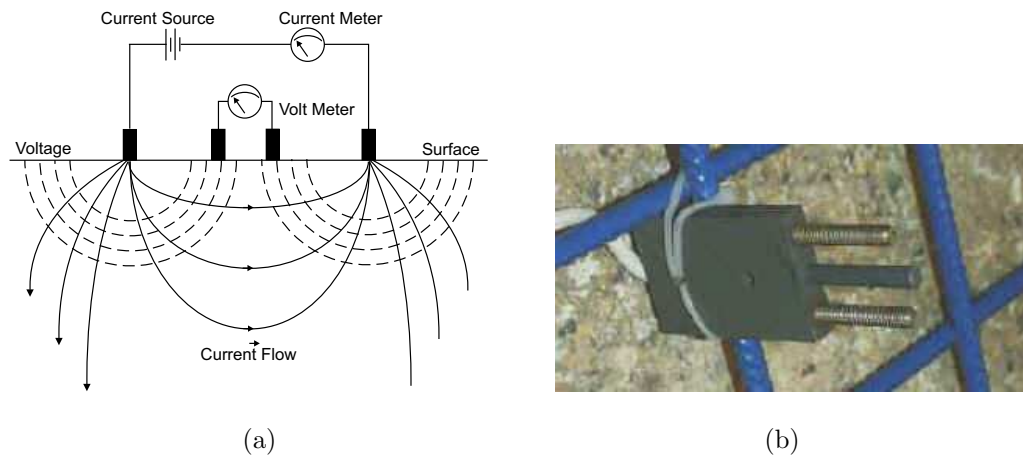 Current Source
Current Meter
Volt Meter
Voltage
Surface
Current Flow
(a)
(b)